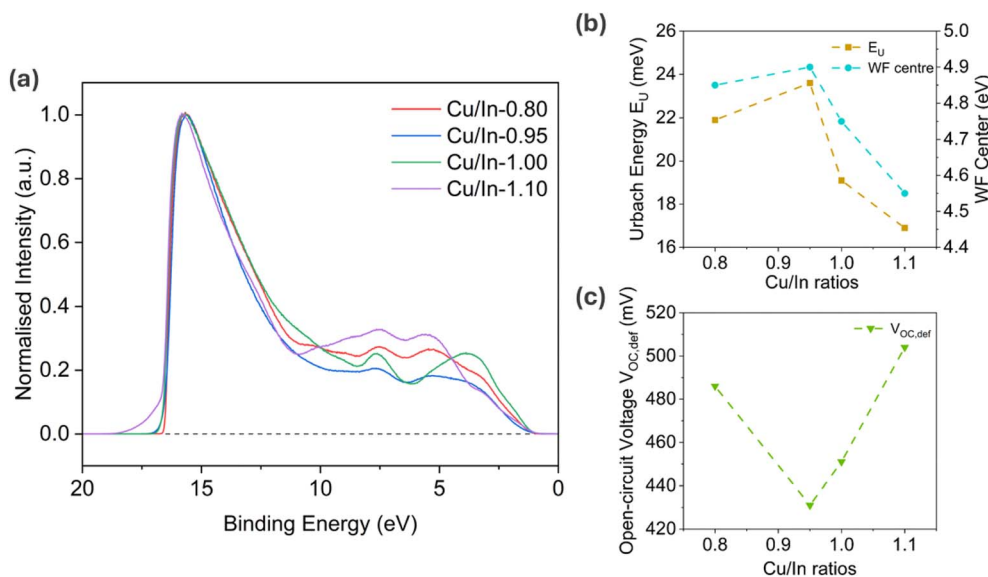 (a)
Normalised Intensity (a.u.)
1.0
0.8
0.6
0.4
0.2
0.0
20
15
10
5
0
Binding Energy (eV)
Cu/In-0.80
Cu/In-0.95
Cu/In-1.00
Cu/In-1.10
(b)
Urbach Energy E_U (meV)
26
24
22
20
18
16
E_U
WF centre
5.0
4.9
4.8
4.7
4.6
4.5
4.4
WF Center (eV)
0.8
0.9
1.0
1.1
Cu/In ratios
(c)
Open-circuit Voltage V_OC,def (mV)
520
500
480
460
440
420
V_OC,def
0.8
0.9
1.0
1.1
Cu/In ratios